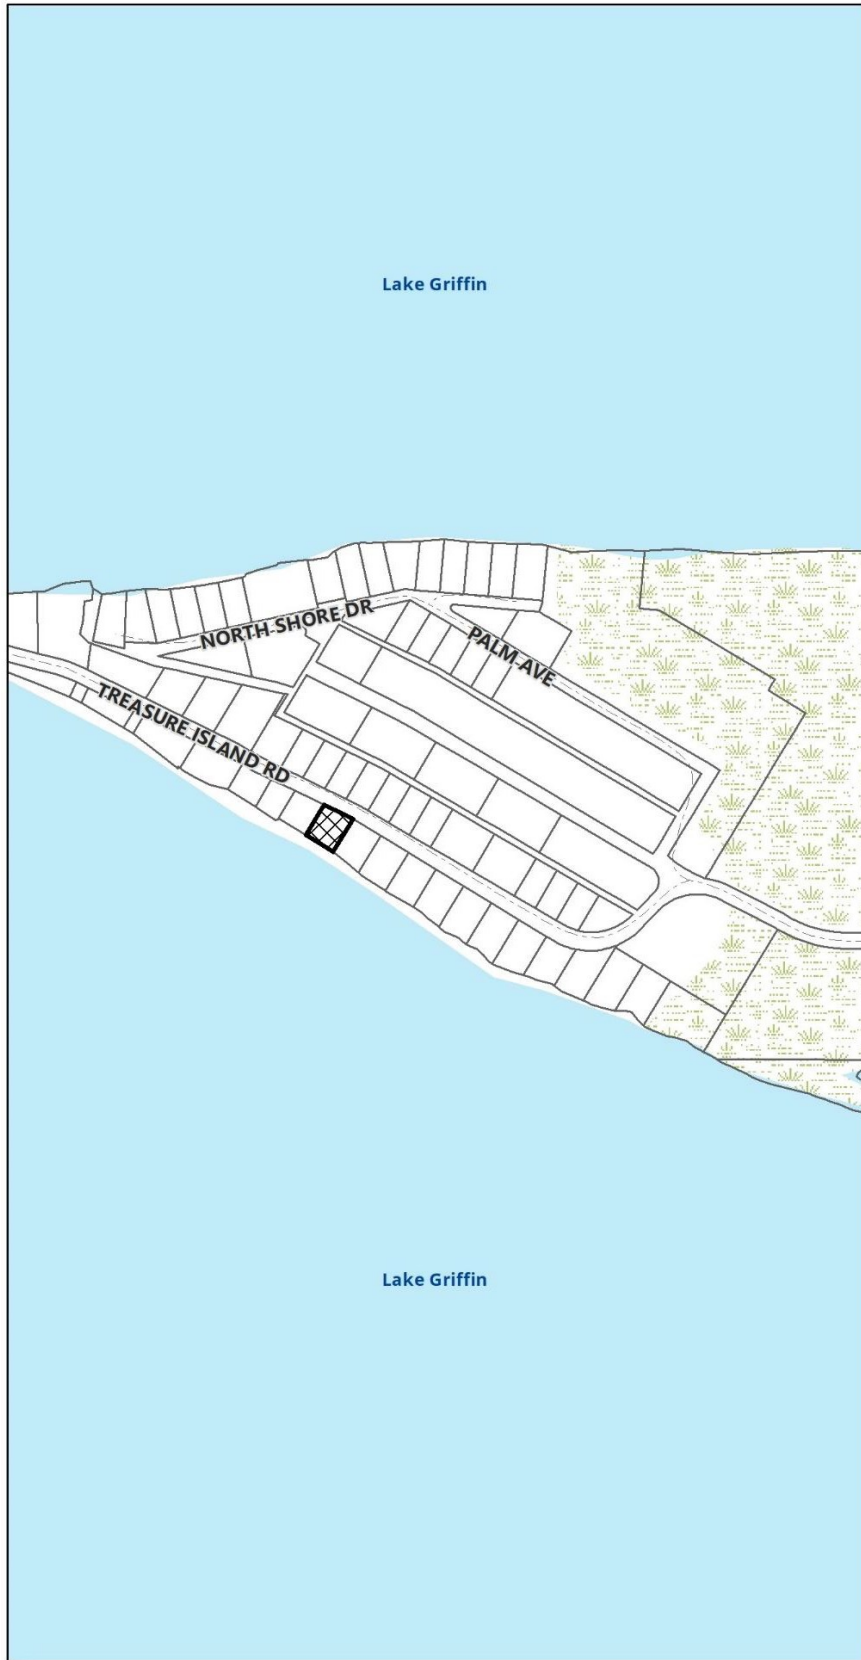 Lake Griffin
NORTH SHORE DR
PALM AVE
TREASURE ISLAND RD
Lake Griffin